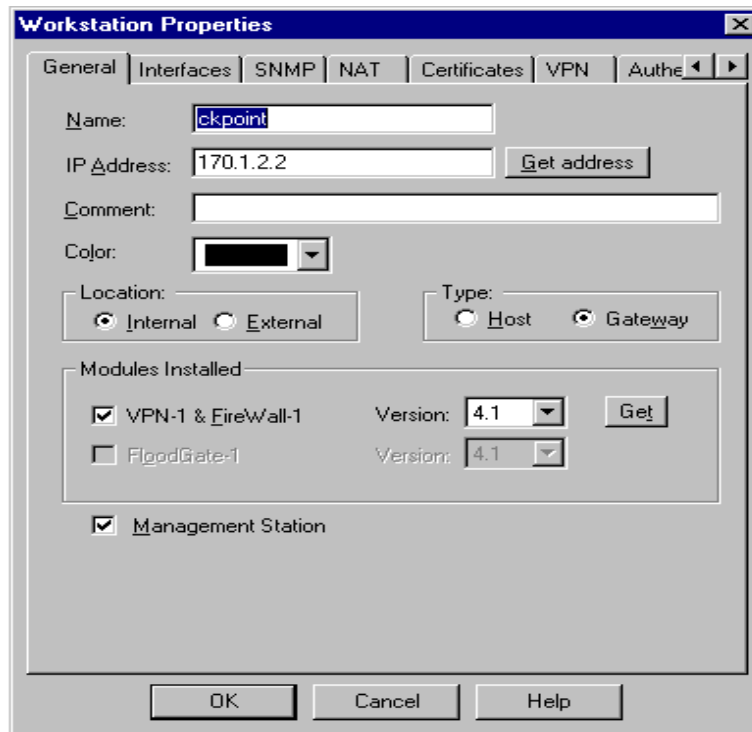 Workstation Properties
General Interfaces SNMP NAT Certificates VPN Authe
Name: ckpoint
IP Address: 170.1.2.2 Get address
Comment:
Color:
Location: Type:
Internal External Host Gateway
Modules Installed
VPN-1 & FireWall-1 Version: 4.1 Get
FloodGate-1 Version: 4.1
Management Station
OK Cancel Help